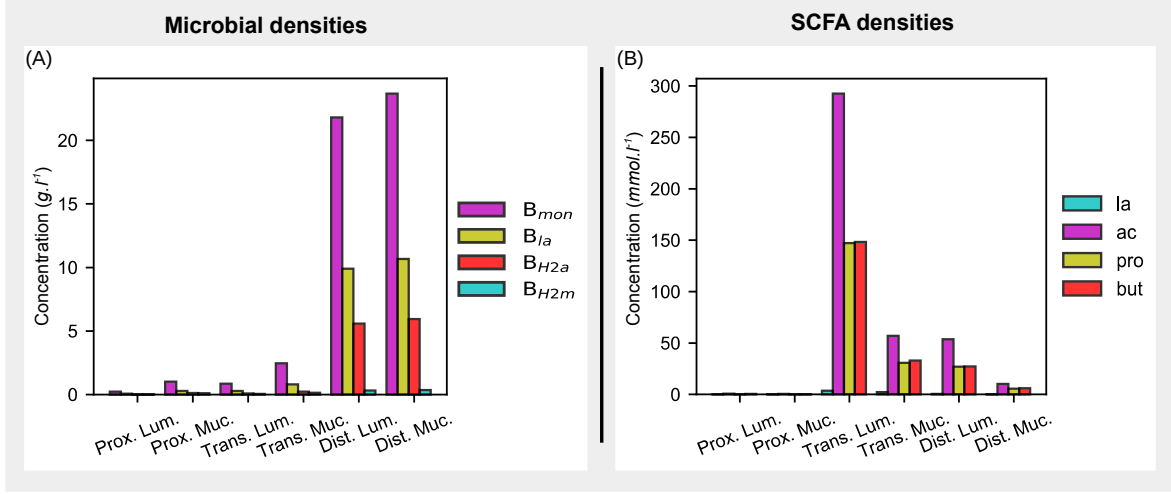 Microbial densities
SCFA densities
(A)
Concentration (g.l⁻¹)
20
15
10
5
0
Prox. Lum.
Prox. Muc.
Trans. Lum.
Trans. Muc.
Dist. Lum.
Dist. Muc.
B_mon
B_la
B_H2a
B_H2m
(B)
Concentration (mmol.l⁻¹)
300
250
200
150
100
50
0
Prox. Lum.
Prox. Muc.
Trans. Lum.
Trans. Muc.
Dist. Lum.
Dist. Muc.
la
ac
pro
but